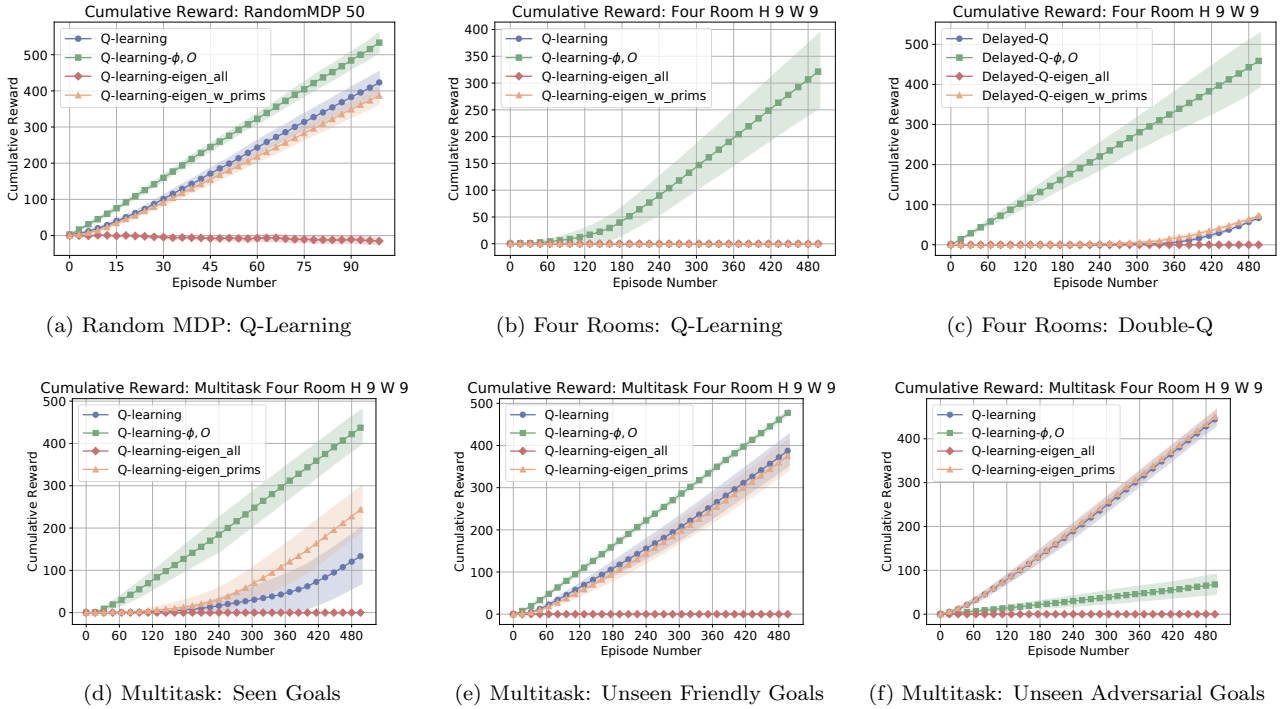 Cumulative Reward: RandomMDP 50
Cumulative Reward
500
400
300
200
100
0
Q-learning
Q-learning-ϕ, O
Q-learning-eigen_all
Q-learning-eigen_w_prims
0 15 30 45 60 75 90
Episode Number
(a) Random MDP: Q-Learning
Cumulative Reward: Four Room H 9 W 9
Cumulative Reward
400
350
300
250
200
150
100
50
0
Q-learning
Q-learning-ϕ, O
Q-learning-eigen_all
Q-learning-eigen_w_prims
0 60 120 180 240 300 360 420 480
Episode Number
(b) Four Rooms: Q-Learning
Cumulative Reward: Four Room H 9 W 9
Cumulative Reward
500
400
300
200
100
0
Delayed-Q
Delayed-Q-ϕ, O
Delayed-Q-eigen_all
Delayed-Q-eigen_w_prims
0 60 120 180 240 300 360 420 480
Episode Number
(c) Four Rooms: Double-Q
Cumulative Reward: Multitask Four Room H 9 W 9
Cumulative Reward
500
400
300
200
100
0
Q-learning
Q-learning-ϕ, O
Q-learning-eigen_all
Q-learning-eigen_prims
0 60 120 180 240 300 360 420 480
Episode Number
(d) Multitask: Seen Goals
Cumulative Reward: Multitask Four Room H 9 W 9
Cumulative Reward
500
400
300
200
100
0
Q-learning
Q-learning-ϕ, O
Q-learning-eigen_all
Q-learning-eigen_prims
0 60 120 180 240 300 360 420 480
Episode Number
(e) Multitask: Unseen Friendly Goals
Cumulative Reward: Multitask Four Room H 9 W 9
Cumulative Reward
400
300
200
100
0
Q-learning
Q-learning-ϕ, O
Q-learning-eigen_all
Q-learning-eigen_prims
0 60 120 180 240 300 360 420 480
Episode Number
(f) Multitask: Unseen Adversarial Goals